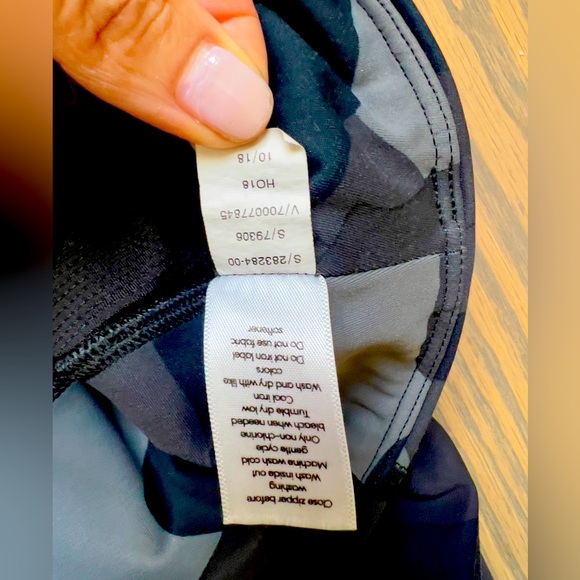 Close zipper before
washing
Wash inside out
Machine wash cold
gentle cycle
Only non-chlorine
bleach when needed
Tumble dry low
Cool iron
Wash and dry with like
colors
Do not iron label
Do not use fabric
softener
S/283284-00
S/79306
V/700077845
HO18
10/18